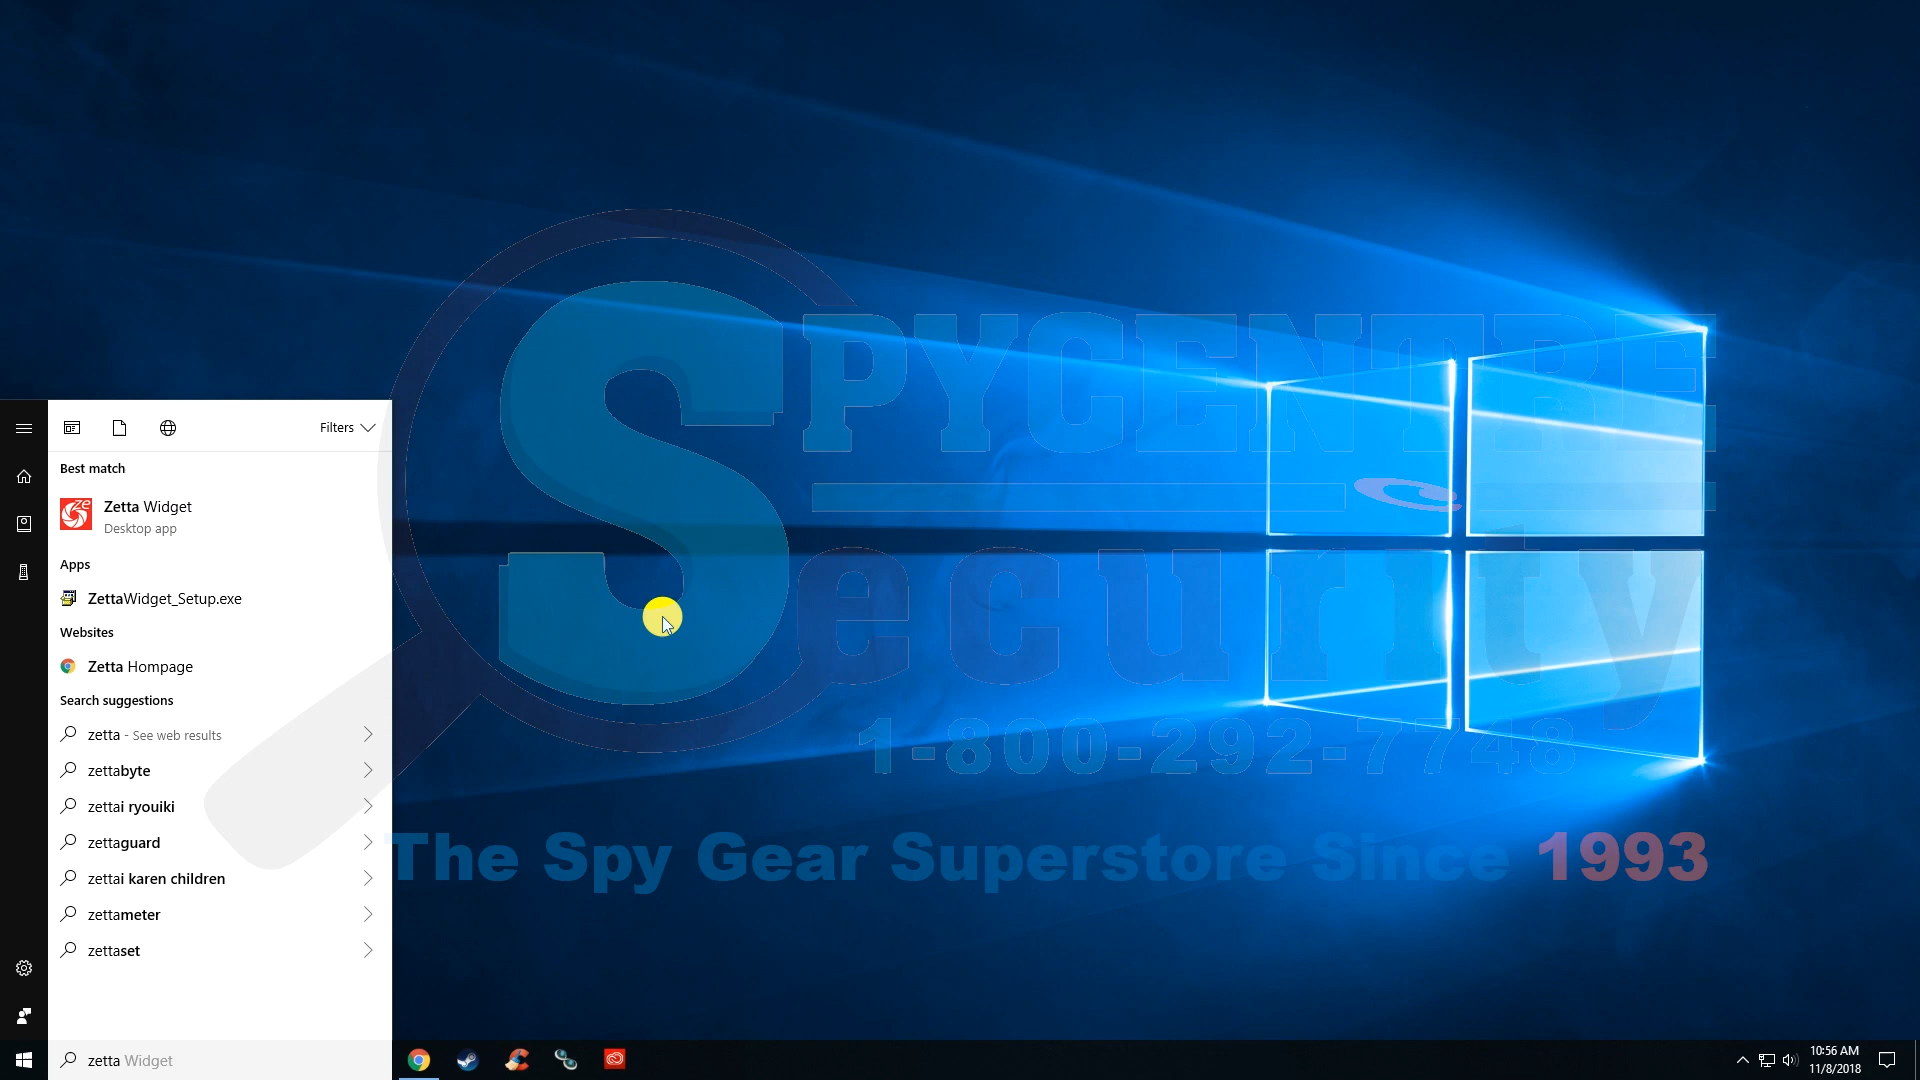 Filters
Best match
Zetta Widget
Desktop app
Apps
ZettaWidget_Setup.exe
Websites
Zetta Hompage
Search suggestions
zetta - See web results
zettabyte
zettai ryouiki
zettaguard
zettai karen children
zettameter
zettaset
zetta Widget
SPYCENTRE
Security
1-800-292-7748
The Spy Gear Superstore Since 1993
10:56 AM
11/8/2018